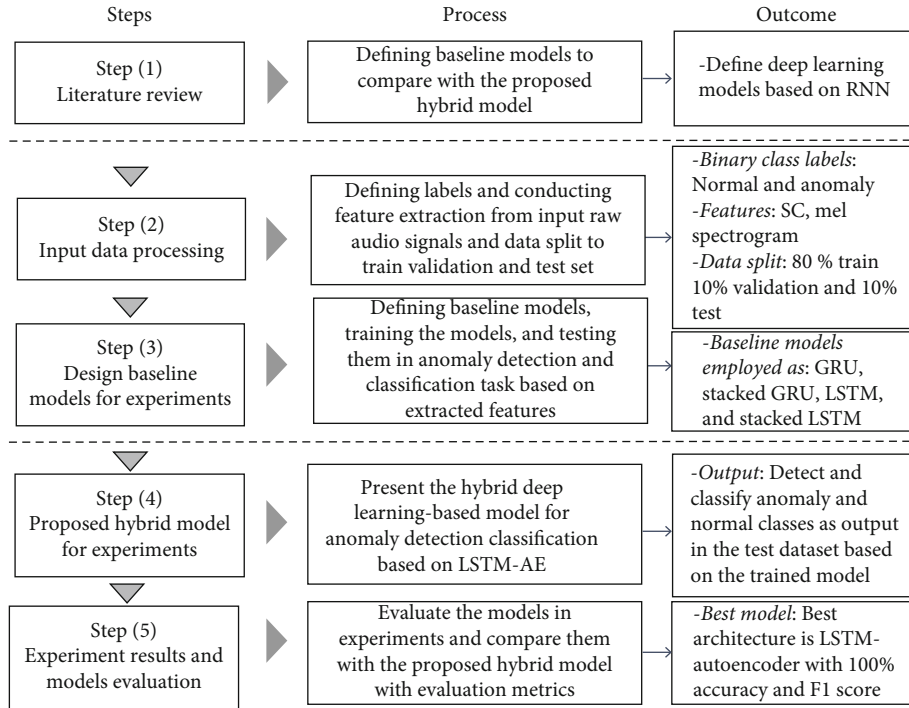 Steps
Process
Outcome
Step (1)
Literature review
Defining baseline models to
compare with the proposed
hybrid model
-Define deep learning
models based on RNN
Step (2)
Input data processing
Defining labels and conducting
feature extraction from input raw
audio signals and data split to
train validation and test set
-Binary class labels:
Normal and anomaly
-Features: SC, mel
spectrogram
-Data split: 80 % train
10% validation and 10%
test
Step (3)
Design baseline
models for experiments
Defining baseline models,
training the models, and testing
them in anomaly detection and
classification task based on
extracted features
-Baseline models
employed as: GRU,
stacked GRU, LSTM,
and stacked LSTM
Step (4)
Proposed hybrid model
for experiments
Present the hybrid deep
learning-based model for
anomaly detection classification
based on LSTM-AE
-Output: Detect and
classify anomaly and
normal classes as output
in the test dataset based
on the trained model
Step (5)
Experiment results and
models evaluation
Evaluate the models in
experiments and compare them
with the proposed hybrid model
with evaluation metrics
-Best model: Best
architecture is LSTM-
autoencoder with 100%
accuracy and F1 score